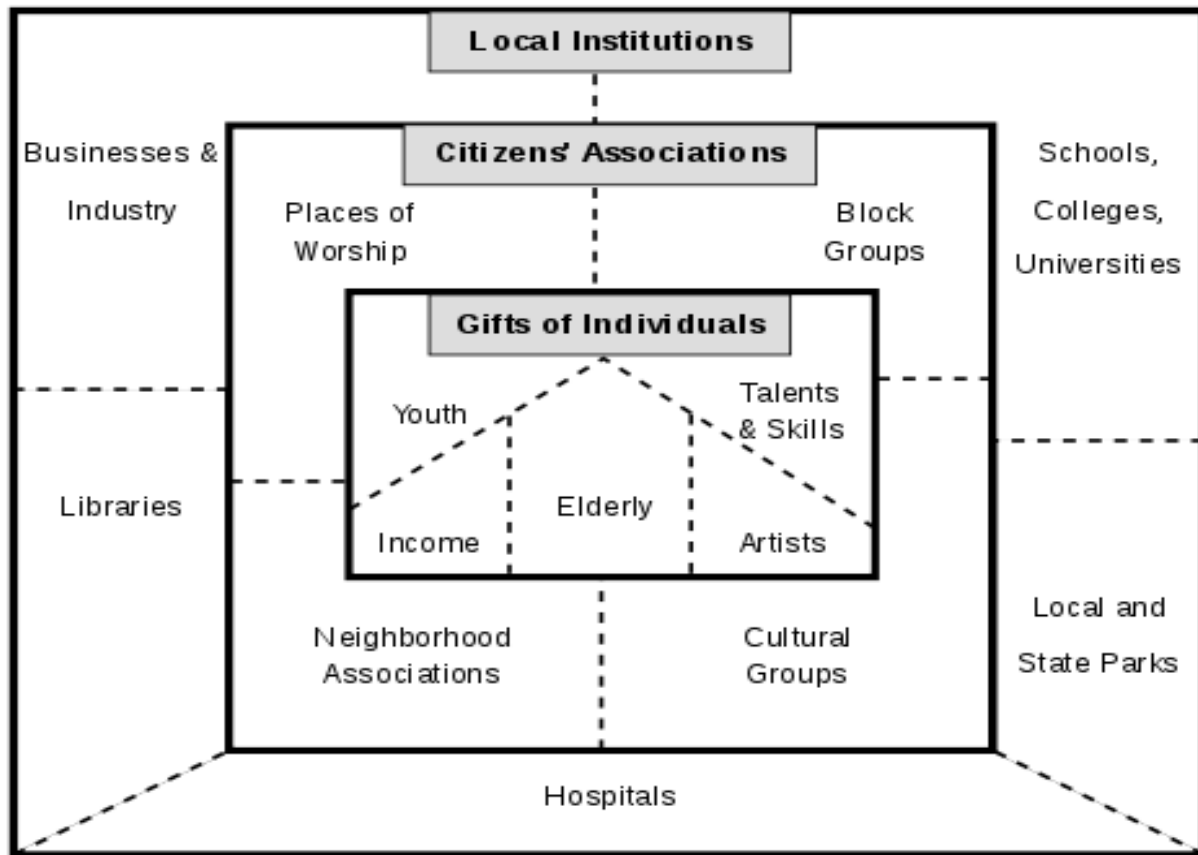 Local Institutions
Citizens' Associations
Businesses &
Industry
Schools,
Colleges,
Universities
Places of
Worship
Block
Groups
Gifts of Individuals
Youth
Talents
& Skills
Libraries
Elderly
Income
Artists
Neighborhood
Associations
Cultural
Groups
Local and
State Parks
Hospitals